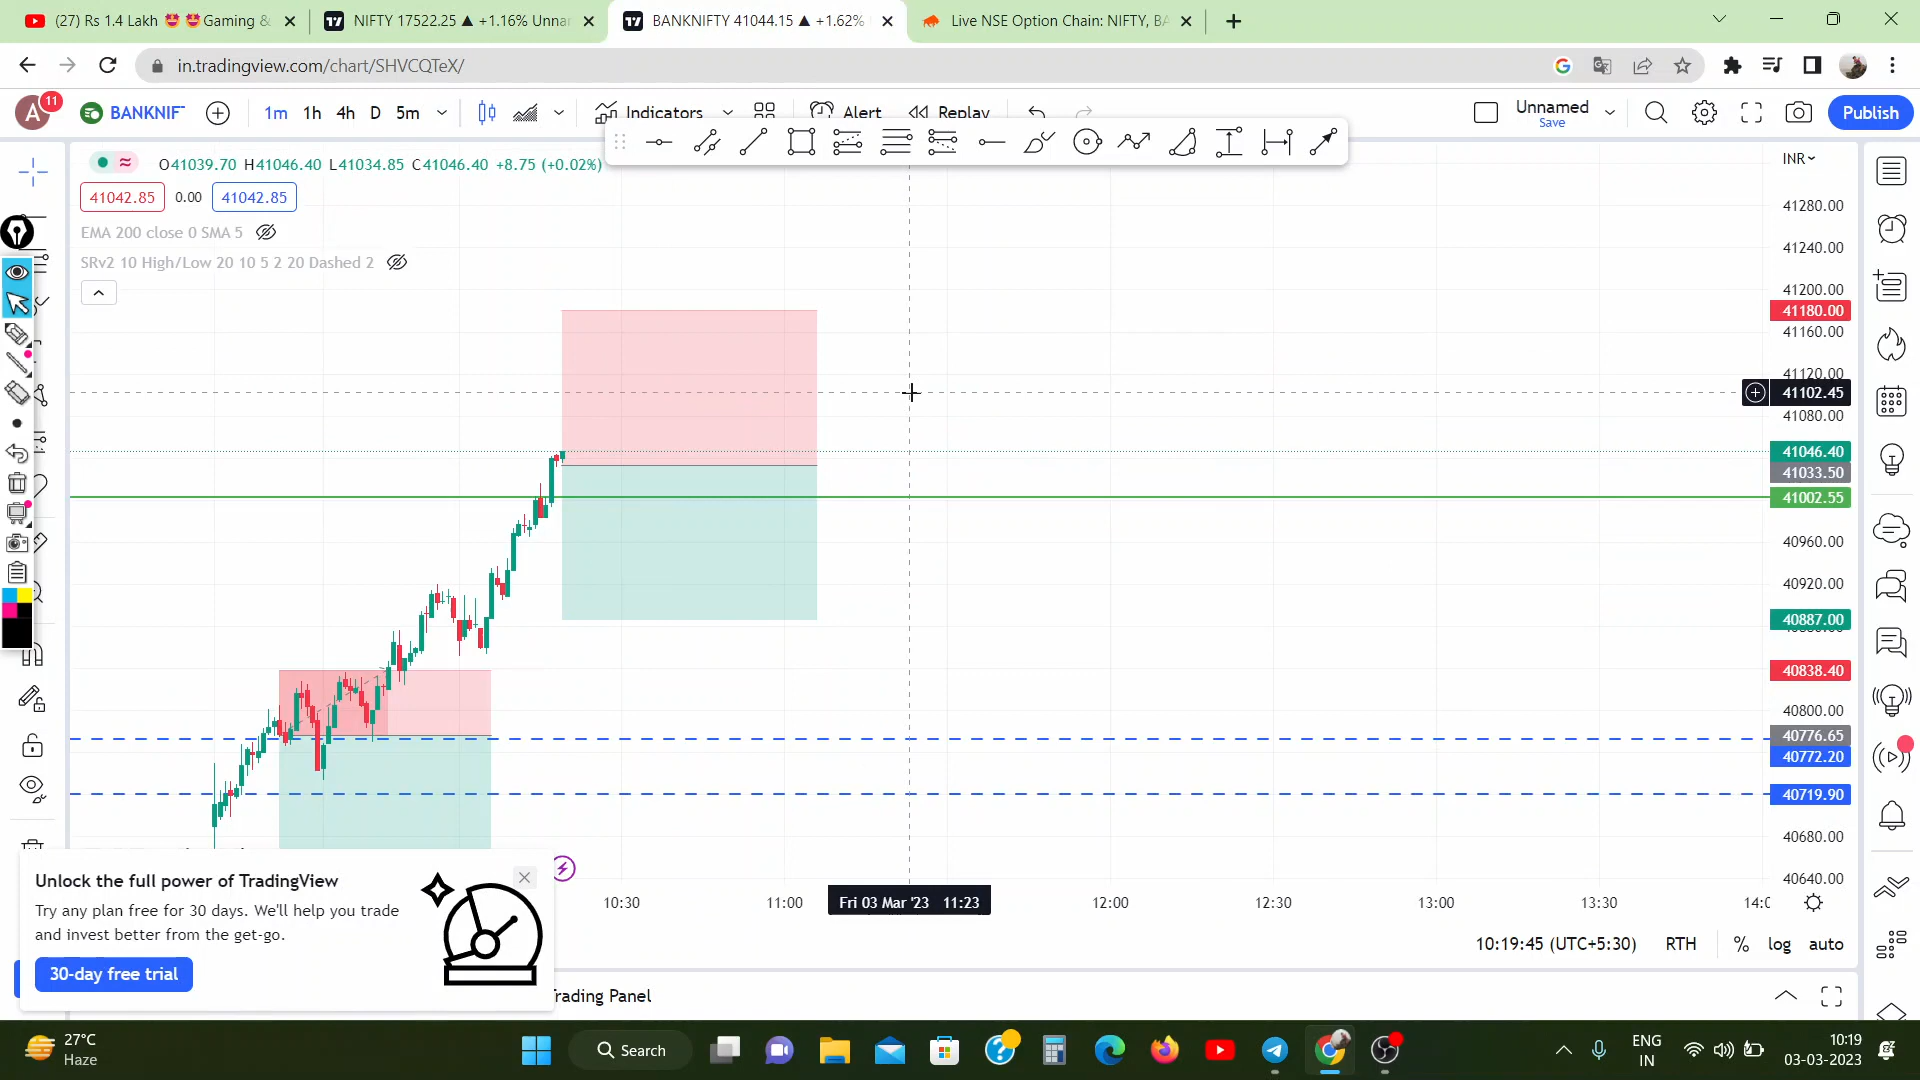 (27) Rs 1.4 Lakh 🤩🤩Gaming &
NIFTY 17522.25 ▲ +1.16% Unna
BANKNIFTY 41044.15 ▲ +1.62%
Live NSE Option Chain: NIFTY, BA
in.tradingview.com/chart/SHVCQTeX/
A
11
BANKNIF
1m 1h 4h D 5m
Indicators
Alert
Replay
Unnamed
Save
Publish
O41039.70 H41046.40 L41034.85 C41046.40 +8.75 (+0.02%)
INR
41042.85 0.00 41042.85
EMA 200 close 0 SMA 5
SRv2 10 High/Low 20 10 5 2 20 Dashed 2
41280.00
41240.00
41200.00
41180.00
41160.00
41120.00
41102.45
41080.00
41046.40
41033.50
41002.55
40960.00
40920.00
40887.00
40838.40
40800.00
40776.65
40772.20
40719.90
40680.00
40640.00
10:30
11:00
Fri 03 Mar '23 11:23
12:00
12:30
13:00
13:30
14:0
Unlock the full power of TradingView
Try any plan free for 30 days. We'll help you trade
and invest better from the get-go.
30-day free trial
10:19:45 (UTC+5:30) RTH % log auto
Trading Panel
27°C
Haze
Search
ENG
IN
10:19
03-03-2023